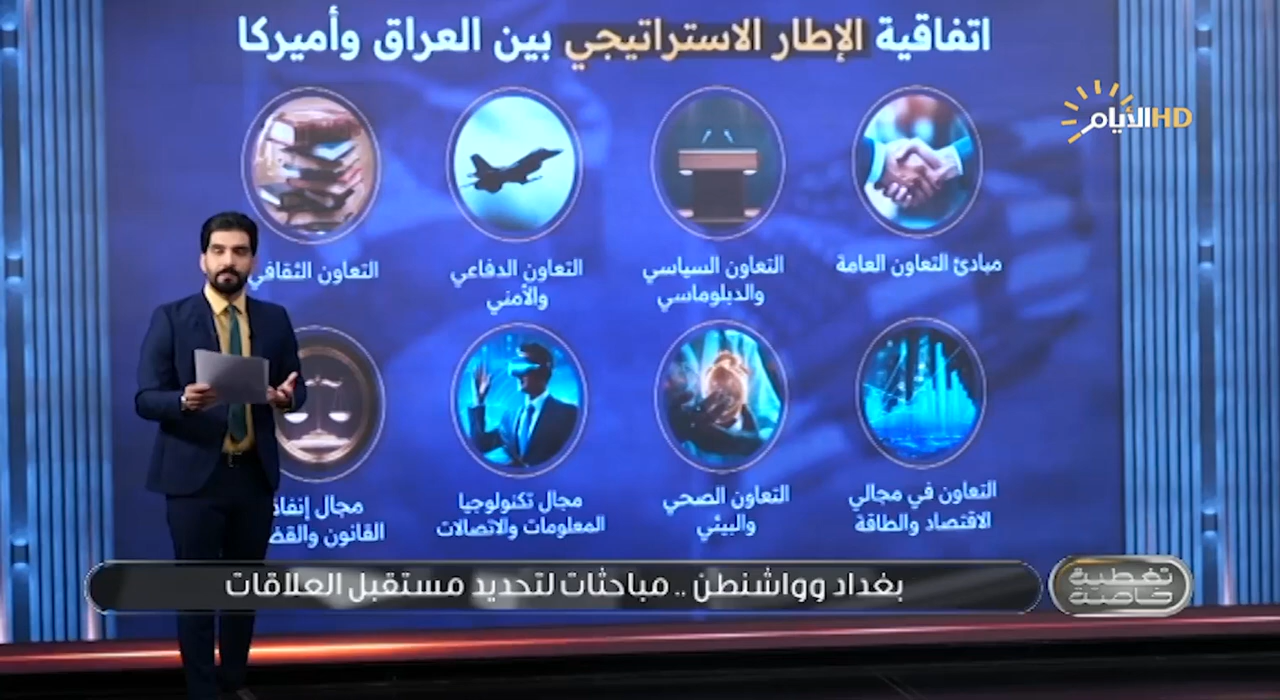 اتفاقية الإطار الاستراتيجي بين العراق وأميركا
الأيام HD
مبادئ التعاون العامة
التعاون السياسي
والدبلوماسي
التعاون الدفاعي
والأمني
التعاون الثقافي
التعاون في مجالي
الاقتصاد والطاقة
التعاون الصحي
والبيئي
مجال تكنولوجيا
المعلومات والاتصالات
مجال إنفاذ
القانون
بغداد وواشنطن .. مباحثات لتحديد مستقبل العلاقات
تغطية
خاصة